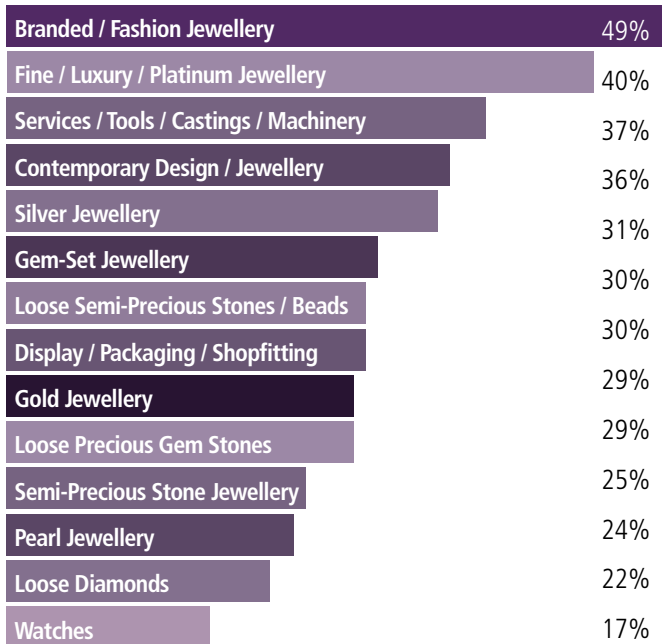 Branded / Fashion Jewellery 49%
Fine / Luxury / Platinum Jewellery 40%
Services / Tools / Castings / Machinery 37%
Contemporary Design / Jewellery 36%
Silver Jewellery 31%
Gem-Set Jewellery 30%
Loose Semi-Precious Stones / Beads 30%
Display / Packaging / Shopfitting 29%
Gold Jewellery 29%
Loose Precious Gem Stones 25%
Semi-Precious Stone Jewellery 24%
Pearl Jewellery 22%
Loose Diamonds 17%
Watches